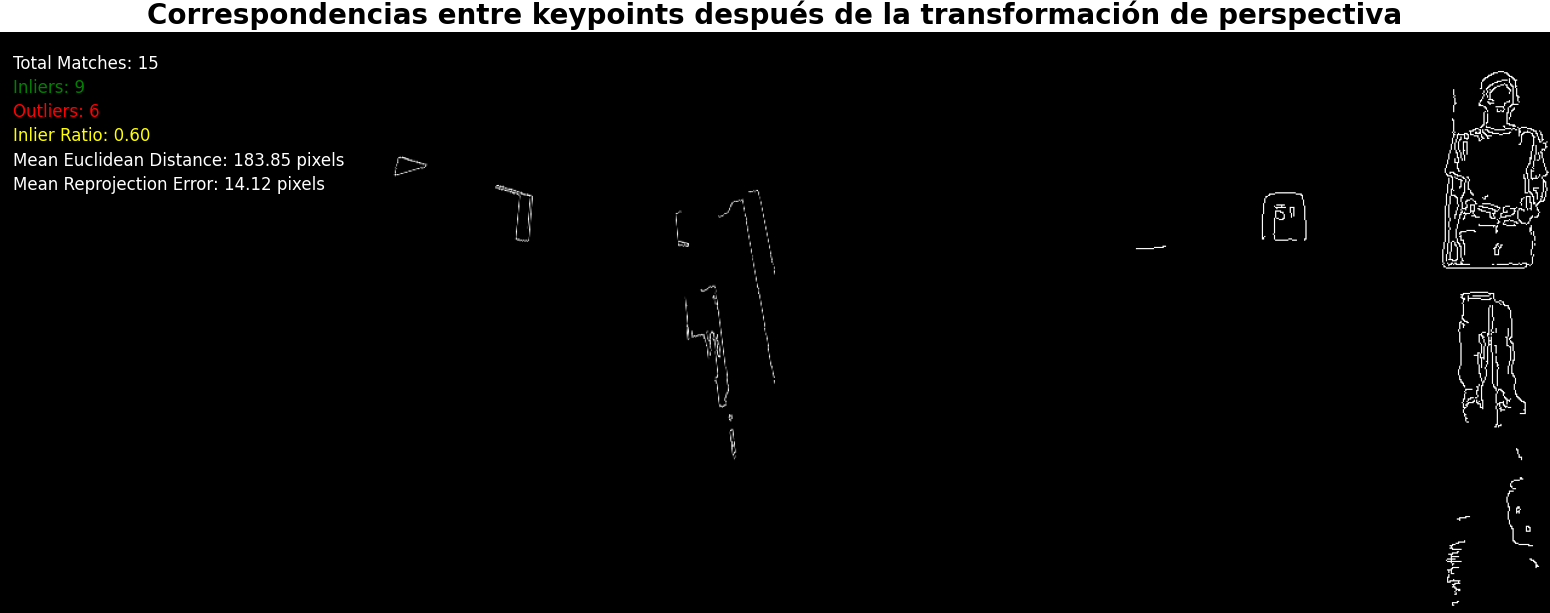 Correspondencias entre keypoints después de la transformación de perspectiva
Total Matches: 15
Inliers: 9
Outliers: 6
Inlier Ratio: 0.60
Mean Euclidean Distance: 183.85 pixels
Mean Reprojection Error: 14.12 pixels